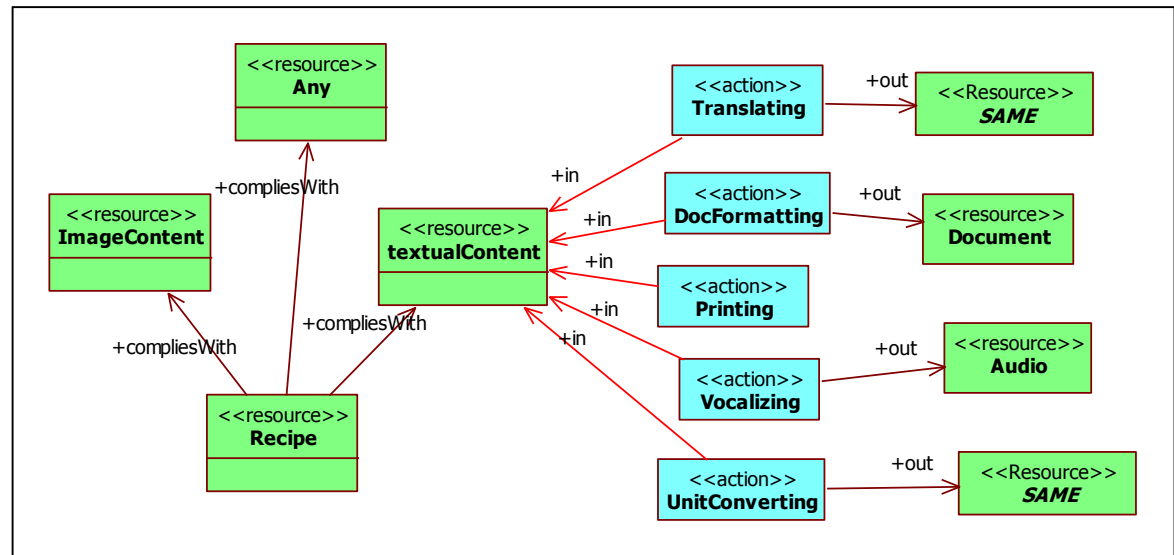 <<resource>>
Any
+compliesWith
<<resource>>
ImageContent
+compliesWith
+compliesWith
<<resource>>
Recipe
<<resource>>
textualContent
+in
+in
+in
+in
+in
<<action>>
Translating
+out
<<Resource>>
SAME
<<action>>
DocFormatting
+out
<<resource>>
Document
<<action>>
Printing
<<action>>
Vocalizing
+out
<<resource>>
Audio
<<action>>
UnitConverting
+out
<<Resource>>
SAME